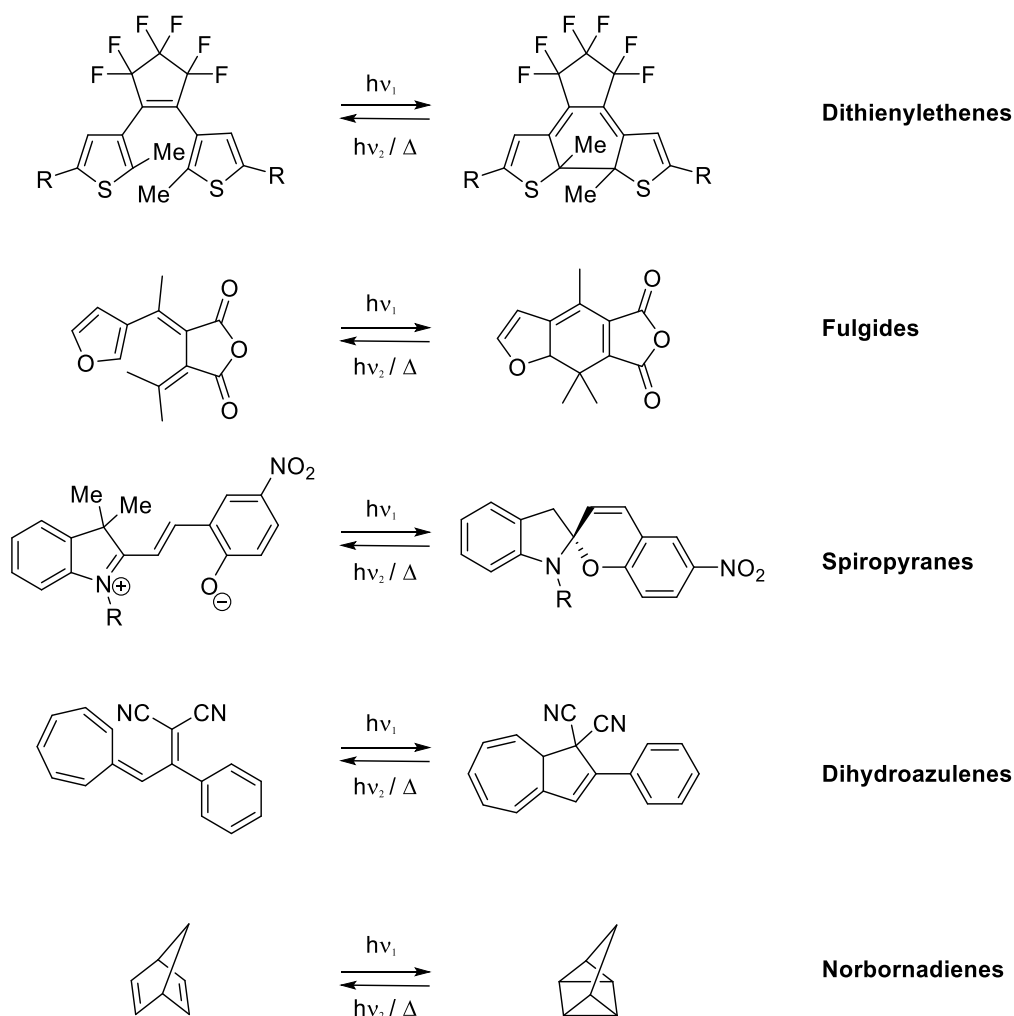 F F
F F
F F
hν₁
hν₂ / Δ
Me
Me
R S S R
F F
F F
F F
Me
Me
R S S R
Dithienylethenes
O
O
O
O
hν₁
hν₂ / Δ
O
O
O
O
Fulgides
NO₂
Me Me
N⊕
R
O
⊖
hν₁
hν₂ / Δ
N O
R
NO₂
Spiropyranes
NC CN
hν₁
hν₂ / Δ
NC CN
Dihydroazulenes
hν₁
hν₂ / Δ
Norbornadienes